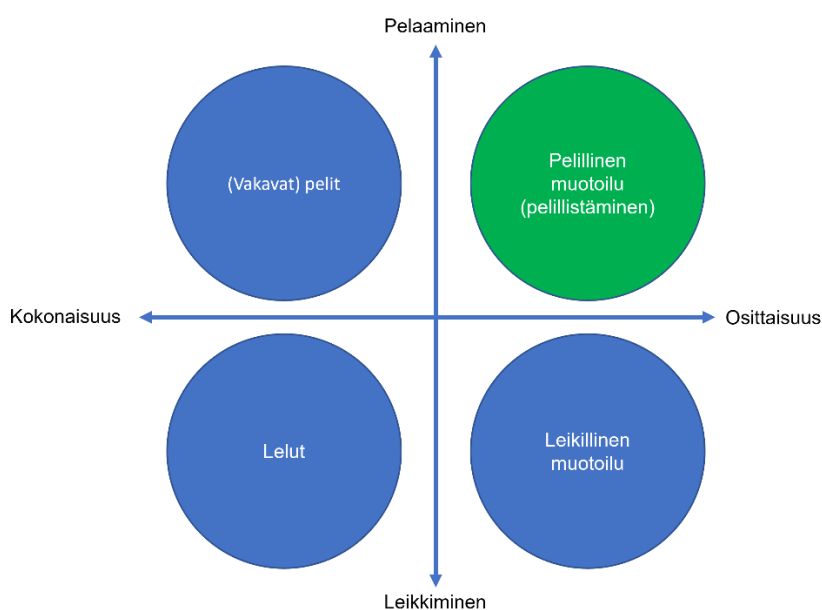 Pelaaminen
(Vakavat) pelit
Pelillinen
muotoilu
(pelillistäminen)
Kokonaisuus
Osittaisuus
Lelut
Leikillinen
muotoilu
Leikkiminen